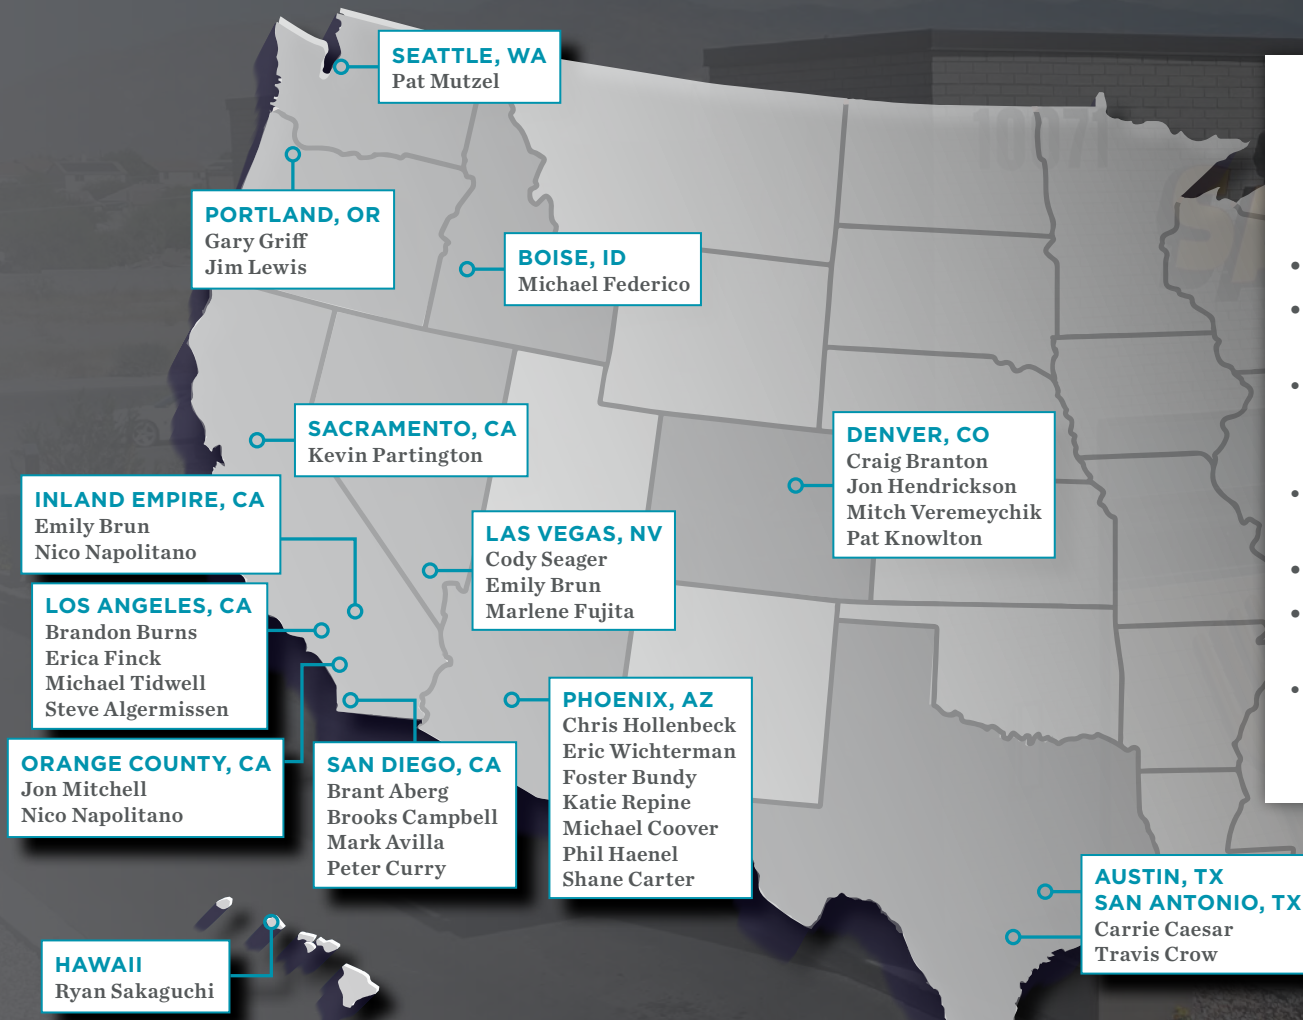 SEATTLE, WA
Pat Mutzel
PORTLAND, OR
Gary Griff
Jim Lewis
BOISE, ID
Michael Federico
SACRAMENTO, CA
Kevin Partington
DENVER, CO
Craig Branton
Jon Hendrickson
Mitch Veremeychik
Pat Knowlton
INLAND EMPIRE, CA
Emily Brun
Nico Napolitano
LAS VEGAS, NV
Cody Seager
Emily Brun
Marlene Fujita
LOS ANGELES, CA
Brandon Burns
Erica Finck
Michael Tidwell
Steve Algermissen
PHOENIX, AZ
Chris Hollenbeck
Eric Wichterman
Foster Bundy
Katie Repine
Michael Coover
Phil Haenel
Shane Carter
ORANGE COUNTY, CA
Jon Mitchell
Nico Napolitano
SAN DIEGO, CA
Brant Aberg
Brooks Campbell
Mark Avilla
Peter Curry
AUSTIN, TX
SAN ANTONIO, TX
Carrie Caesar
Travis Crow
HAWAII
Ryan Sakaguchi
10071